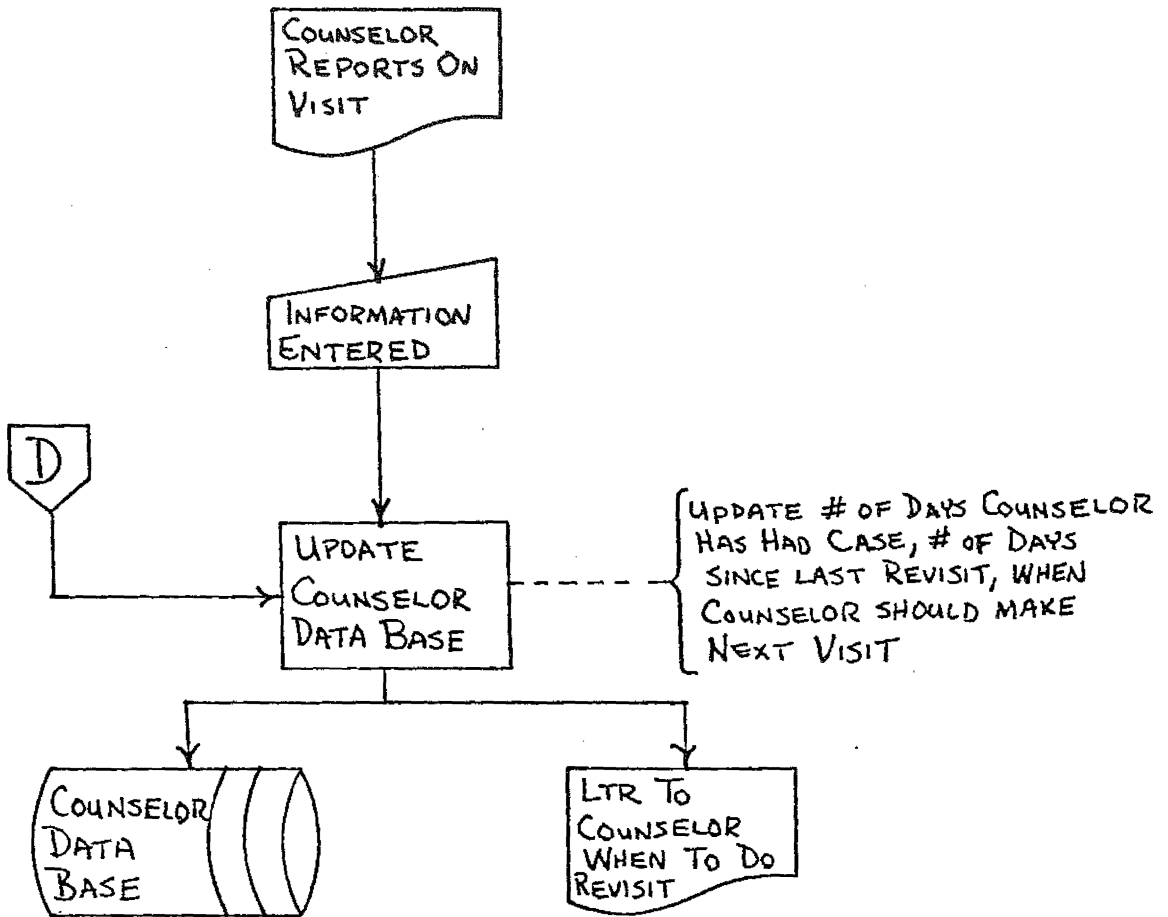 COUNSELOR
REPORTS ON
VISIT
INFORMATION
ENTERED
D
UPDATE
COUNSELOR
DATA BASE
UPDATE # OF DAYS COUNSELOR
HAS HAD CASE, # OF DAYS
SINCE LAST REVISIT, WHEN
COUNSELOR SHOULD MAKE
NEXT VISIT
COUNSELOR
DATA
BASE
LTR TO
COUNSELOR
WHEN TO DO
REVISIT